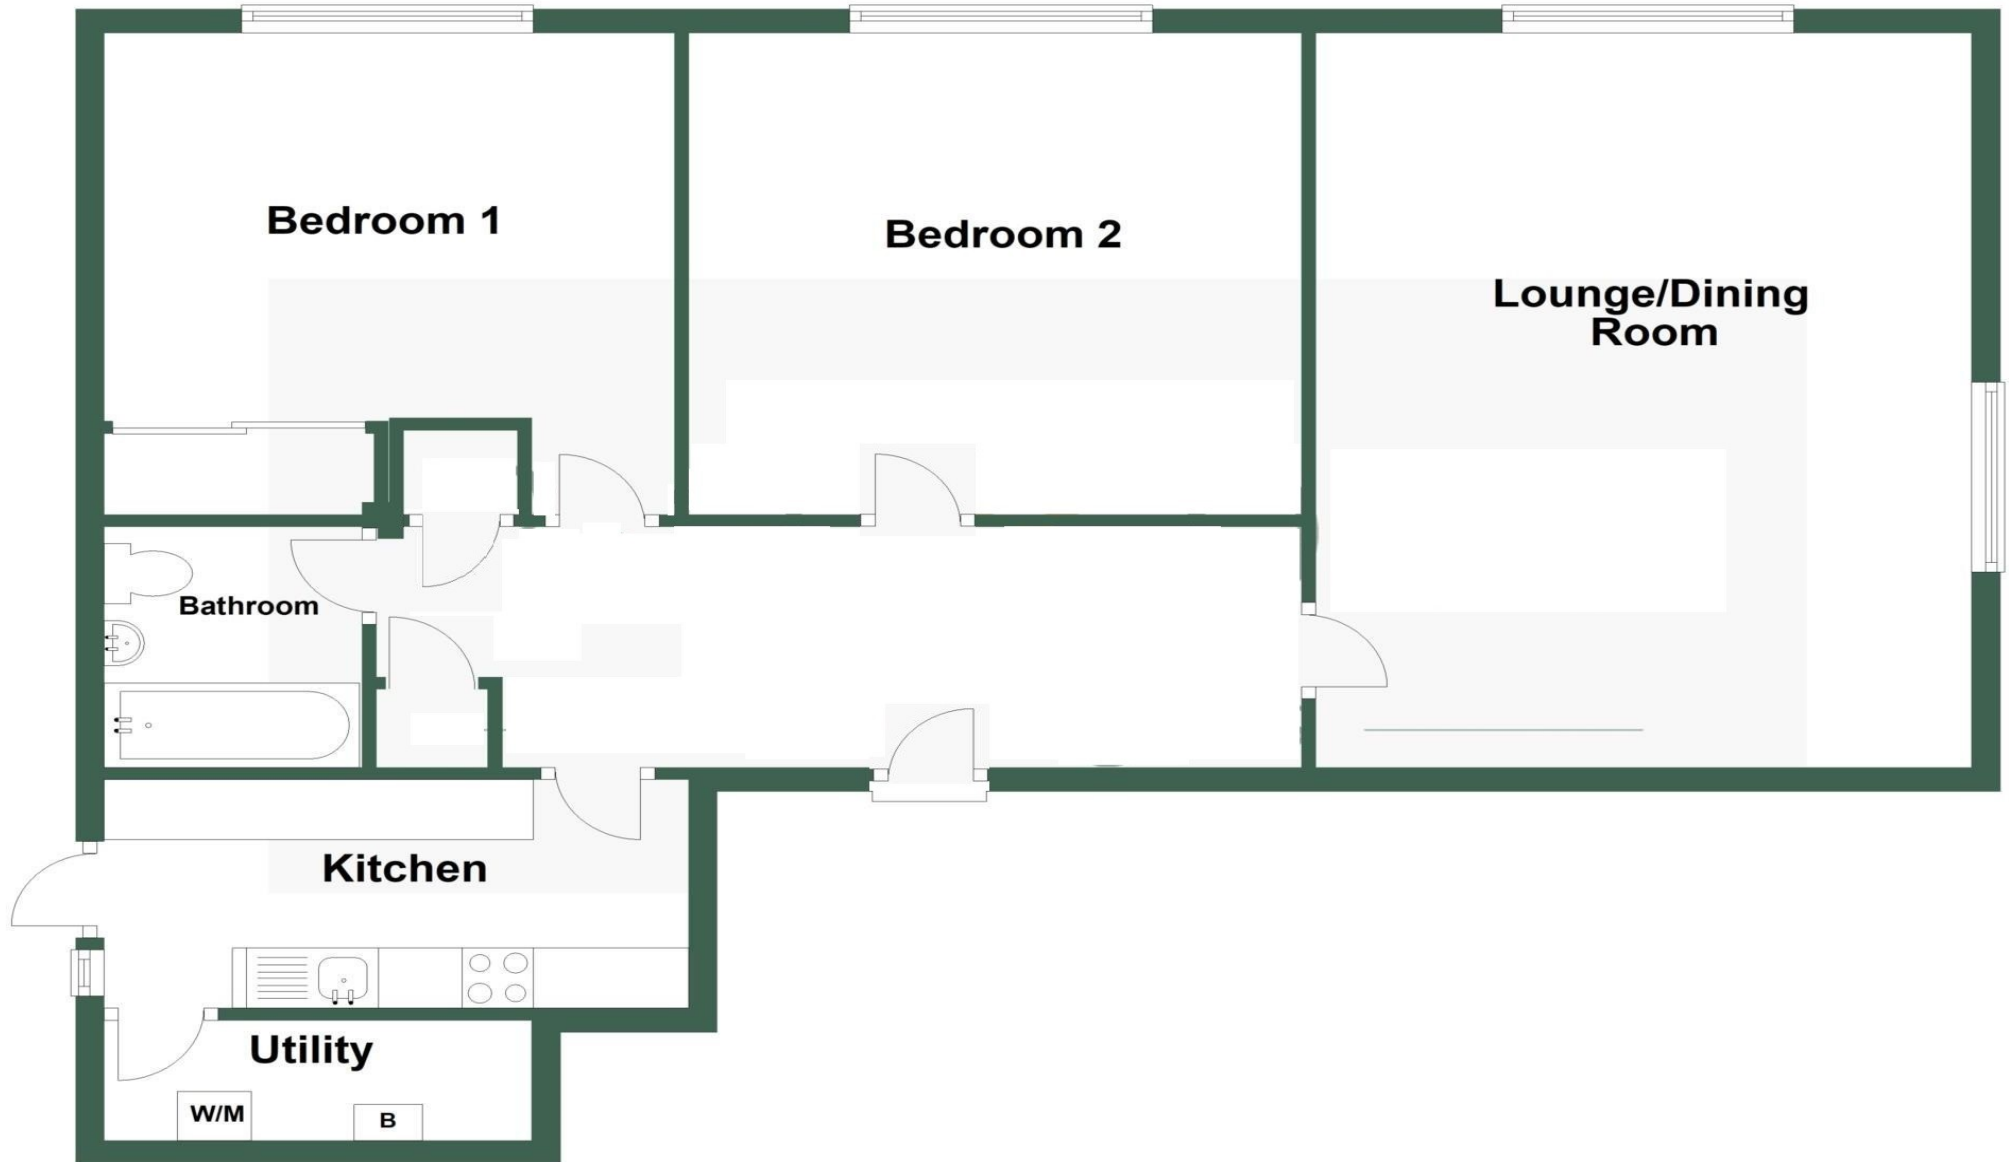 Bedroom 1
Bedroom 2
Lounge/Dining
Room
Bathroom
Kitchen
Utility
W/M
B